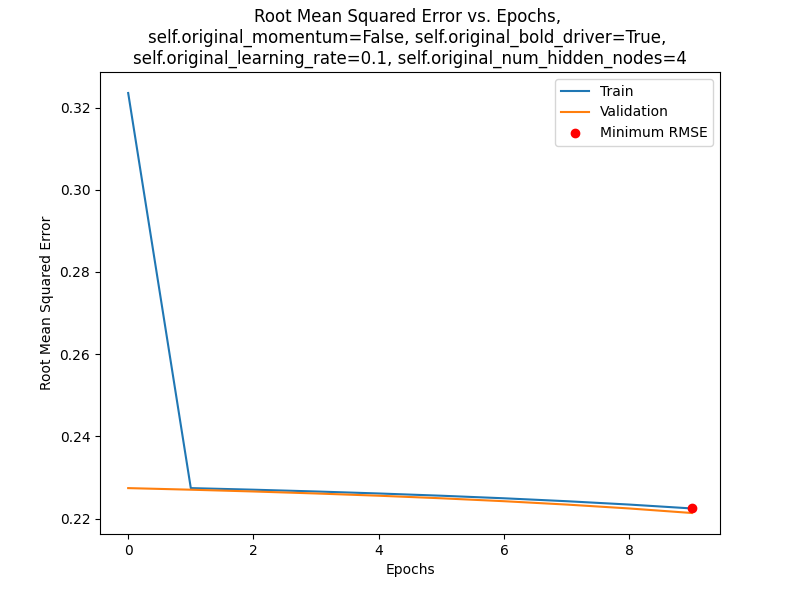 Root Mean Squared Error vs. Epochs,
self.original_momentum=False, self.original_bold_driver=True,
self.original_learning_rate=0.1, self.original_num_hidden_nodes=4
Train
Validation
Minimum RMSE
Root Mean Squared Error
0.32
0.30
0.28
0.26
0.24
0.22
0 2 4 6 8
Epochs